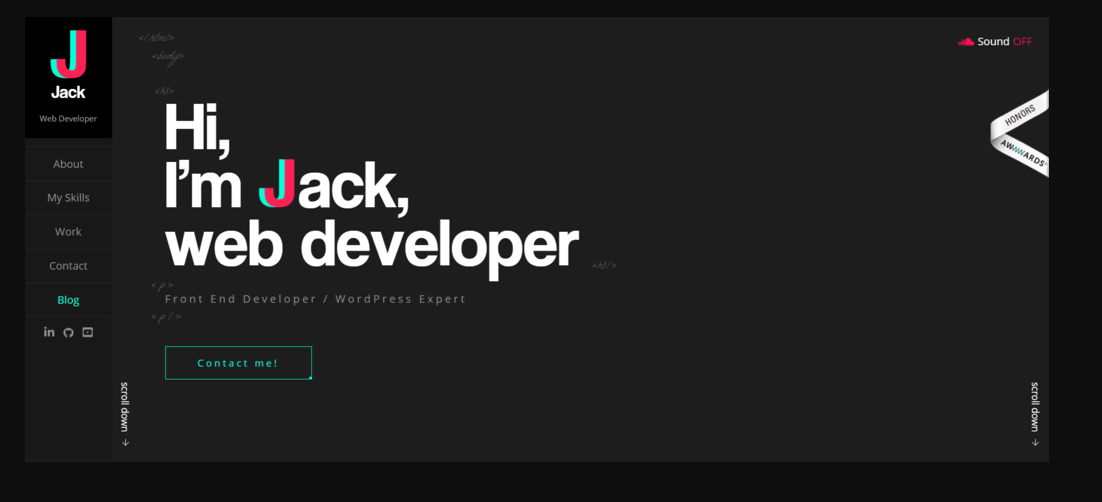 J
Jack
Web Developer
About
My Skills
Work
Contact
Blog
in
</html>
<body>
<h1>
Hi,
I'm Jack,
web developer
<h1/>
<p>
Front End Developer / WordPress Expert
<p/>
Contact me!
scroll down →
Sound OFF
HONORS
AWWWARDS
scroll down →